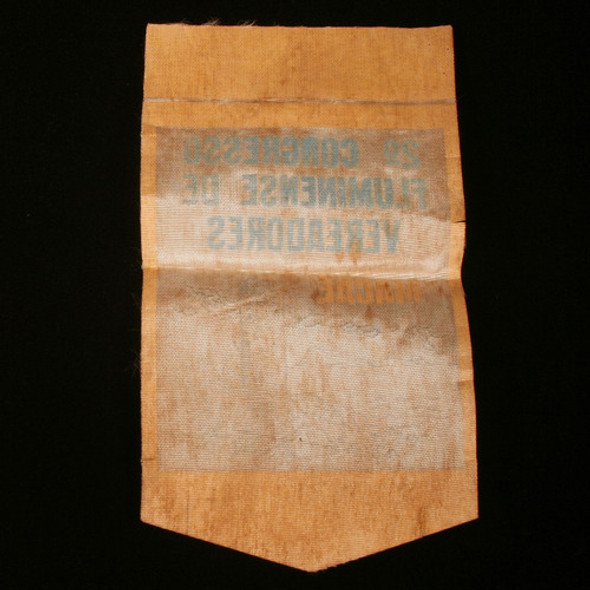 2º CONGRESSO
FLUMINENSE DE
VEREADORES